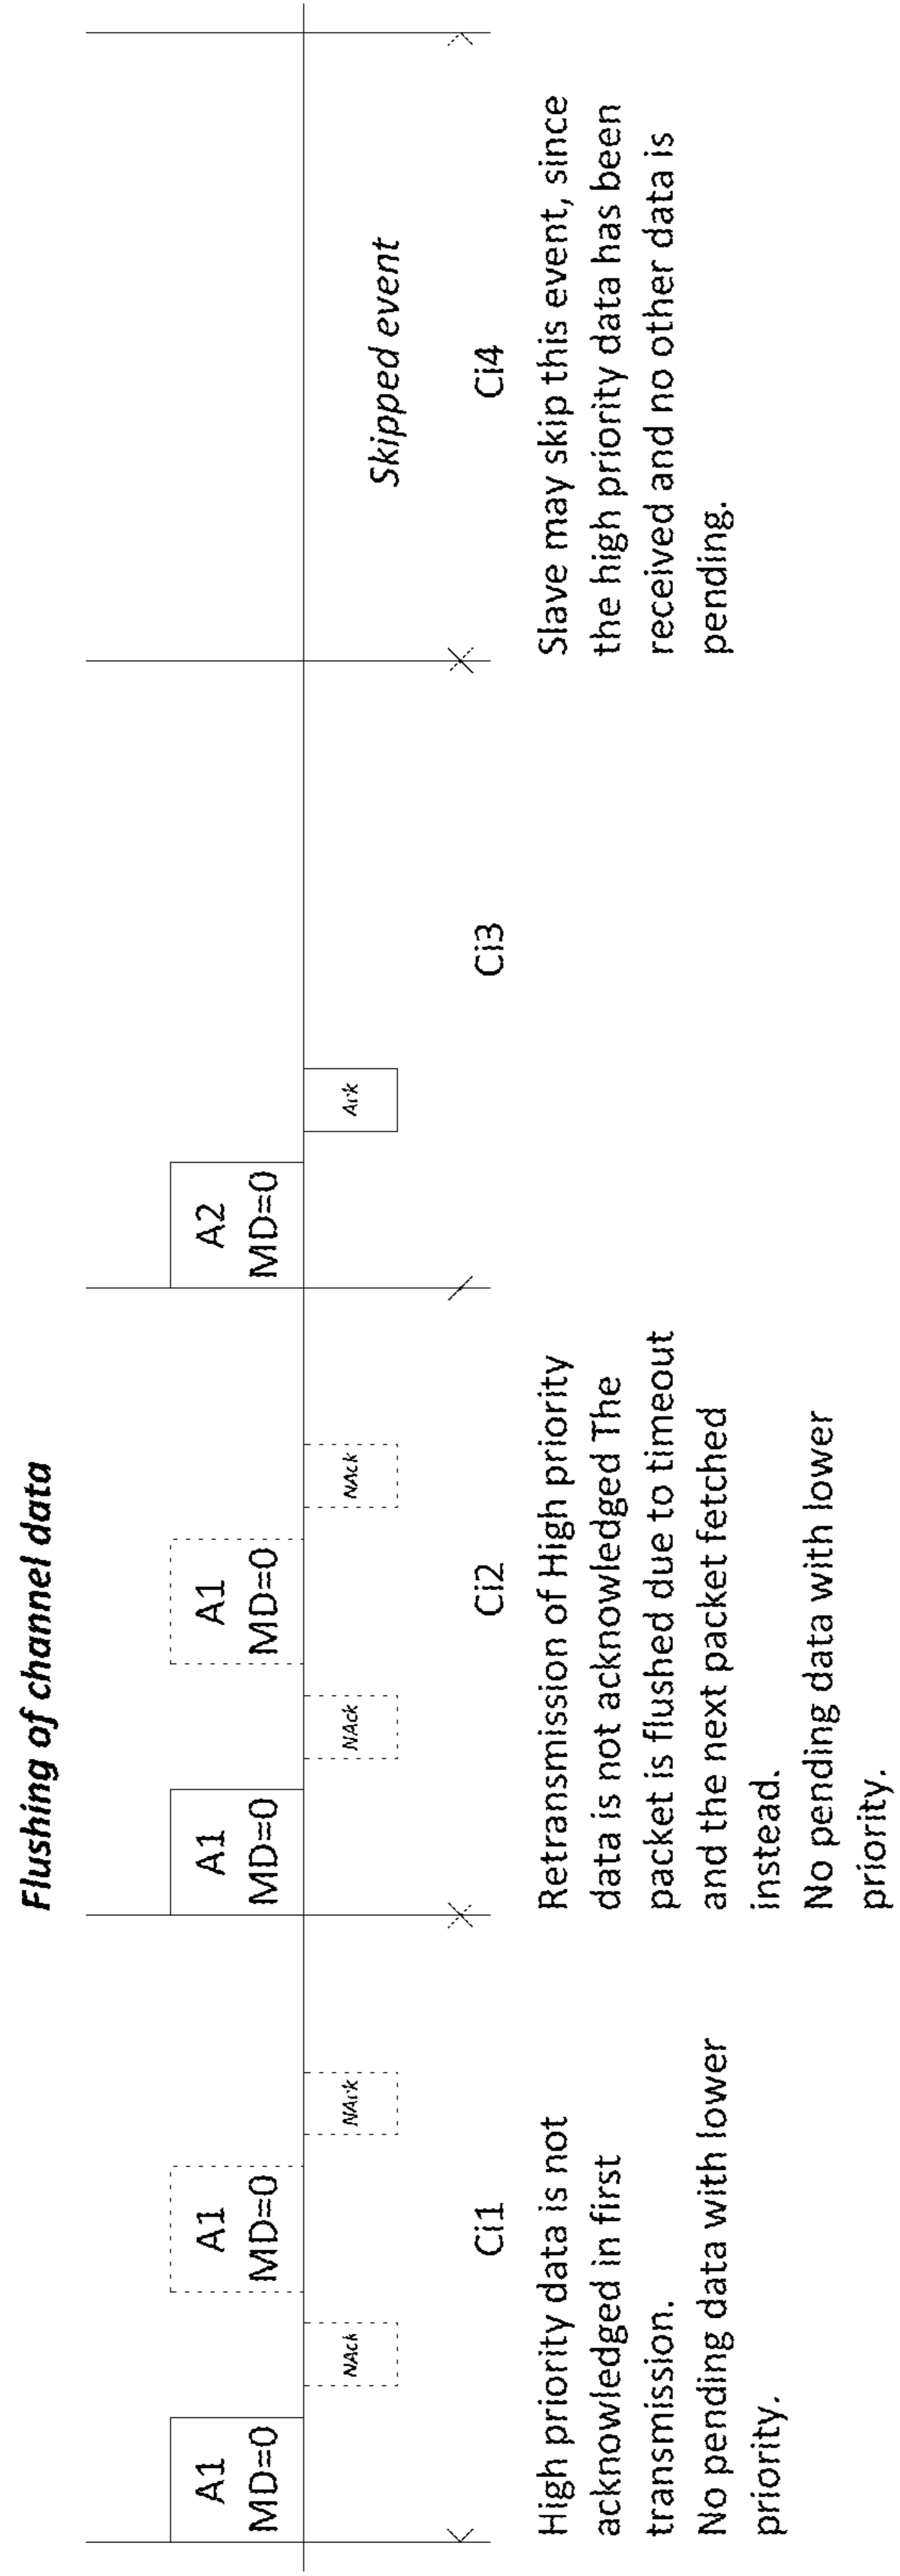 Flushing of channel data
A1
MD=0
NAck
A1
MD=0
NAck
A1
MD=0
NAck
A1
MD=0
NAck
A2
MD=0
Ack
Skipped event
Ci1
Ci2
Ci3
Ci4
High priority data is not
acknowledged in first
transmission.
No pending data with lower
priority.
Retransmission of High priority
data is not acknowledged The
packet is flushed due to timeout
and the next packet fetched
instead.
No pending data with lower
priority.
Slave may skip this event, since
the high priority data has been
received and no other data is
pending.